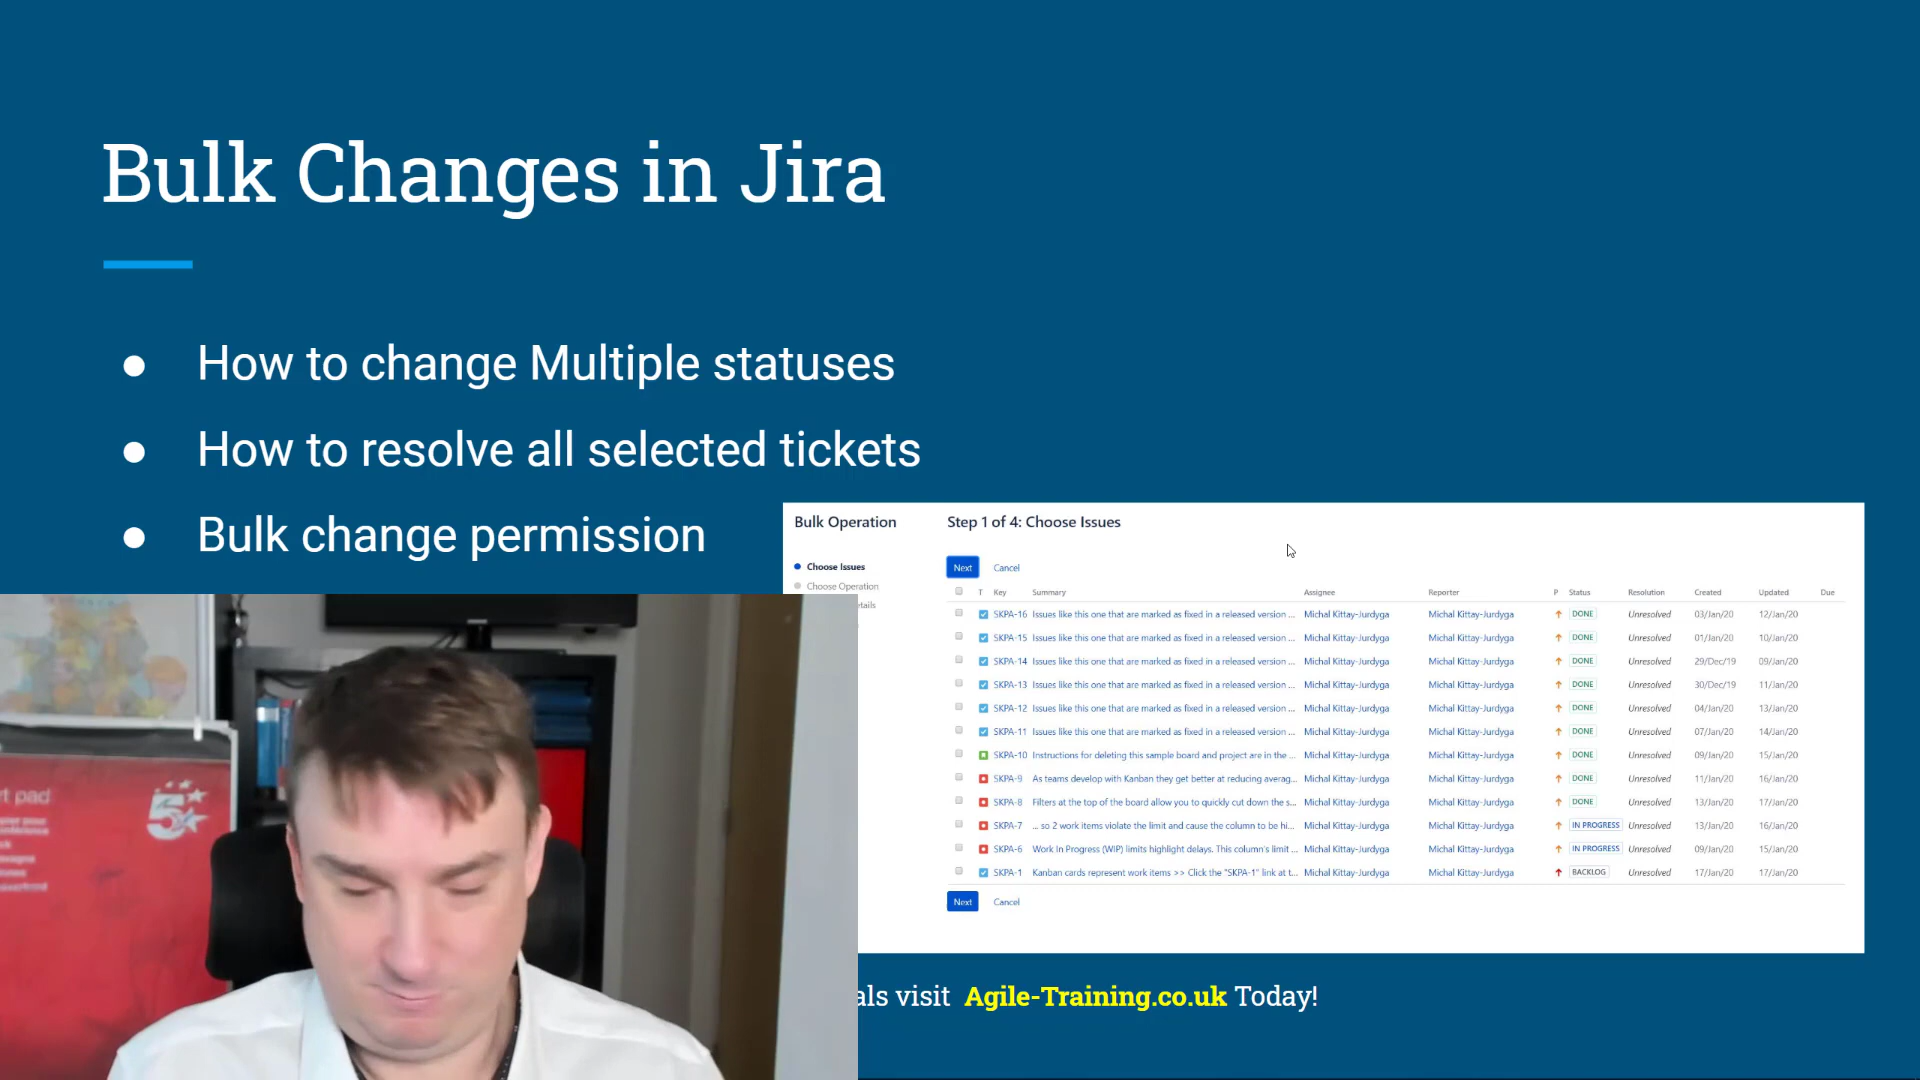 Bulk Changes in Jira
● How to change Multiple statuses
● How to resolve all selected tickets
● Bulk change permission
Bulk Operation
Choose Issues
Choose Operation
tails
Step 1 of 4: Choose Issues
Next Cancel
T Key Summary Assignee Reporter P Status Resolution Created Updated Due
SKPA-16 Issues like this one that are marked as fixed in a released version ... Michal Kittay-Jurdyga Michal Kittay-Jurdyga DONE Unresolved 03/Jan/20 12/Jan/20
SKPA-15 Issues like this one that are marked as fixed in a released version ... Michal Kittay-Jurdyga Michal Kittay-Jurdyga DONE Unresolved 01/Jan/20 10/Jan/20
SKPA-14 Issues like this one that are marked as fixed in a released version ... Michal Kittay-Jurdyga Michal Kittay-Jurdyga DONE Unresolved 29/Dec/19 09/Jan/20
SKPA-13 Issues like this one that are marked as fixed in a released version ... Michal Kittay-Jurdyga Michal Kittay-Jurdyga DONE Unresolved 30/Dec/19 11/Jan/20
SKPA-12 Issues like this one that are marked as fixed in a released version ... Michal Kittay-Jurdyga Michal Kittay-Jurdyga DONE Unresolved 04/Jan/20 13/Jan/20
SKPA-11 Issues like this one that are marked as fixed in a released version ... Michal Kittay-Jurdyga Michal Kittay-Jurdyga DONE Unresolved 07/Jan/20 14/Jan/20
SKPA-10 Instructions for deleting this sample board and project are in the ... Michal Kittay-Jurdyga Michal Kittay-Jurdyga DONE Unresolved 09/Jan/20 15/Jan/20
SKPA-9 As teams develop with Kanban they get better at reducing averag... Michal Kittay-Jurdyga Michal Kittay-Jurdyga DONE Unresolved 11/Jan/20 16/Jan/20
SKPA-8 Filters at the top of the board allow you to quickly cut down the s... Michal Kittay-Jurdyga Michal Kittay-Jurdyga DONE Unresolved 13/Jan/20 17/Jan/20
SKPA-7 ... so 2 work items violate the limit and cause the column to be hi... Michal Kittay-Jurdyga Michal Kittay-Jurdyga IN PROGRESS Unresolved 13/Jan/20 16/Jan/20
SKPA-6 Work In Progress (WIP) limits highlight delays. This column's limit ... Michal Kittay-Jurdyga Michal Kittay-Jurdyga IN PROGRESS Unresolved 09/Jan/20 15/Jan/20
SKPA-1 Kanban cards represent work items >> Click the "SKPA-1" link at t... Michal Kittay-Jurdyga Michal Kittay-Jurdyga BACKLOG Unresolved 17/Jan/20 17/Jan/20
Next Cancel
t pad
5
als visit Agile-Training.co.uk Today!